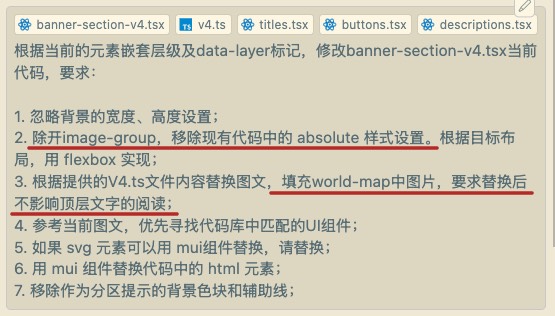 banner-section-v4.tsx TS v4.ts titles.tsx buttons.tsx descriptions.tsx
根据当前的元素嵌套层级及data-layer标记，修改banner-section-v4.tsx当前
代码，要求：
1. 忽略背景的宽度、高度设置；
2. 除开image-group，移除现有代码中的 absolute 样式设置。根据目标布
局，用 flexbox 实现；
3. 根据提供的V4.ts文件内容替换图文，填充world-map中图片，要求替换后
不影响顶层文字的阅读；
4. 参考当前图文，优先寻找代码库中匹配的UI组件；
5. 如果 svg 元素可以用 mui组件替换，请替换；
6. 用 mui 组件替换代码中的 html 元素；
7. 移除作为分区提示的背景色块和辅助线；